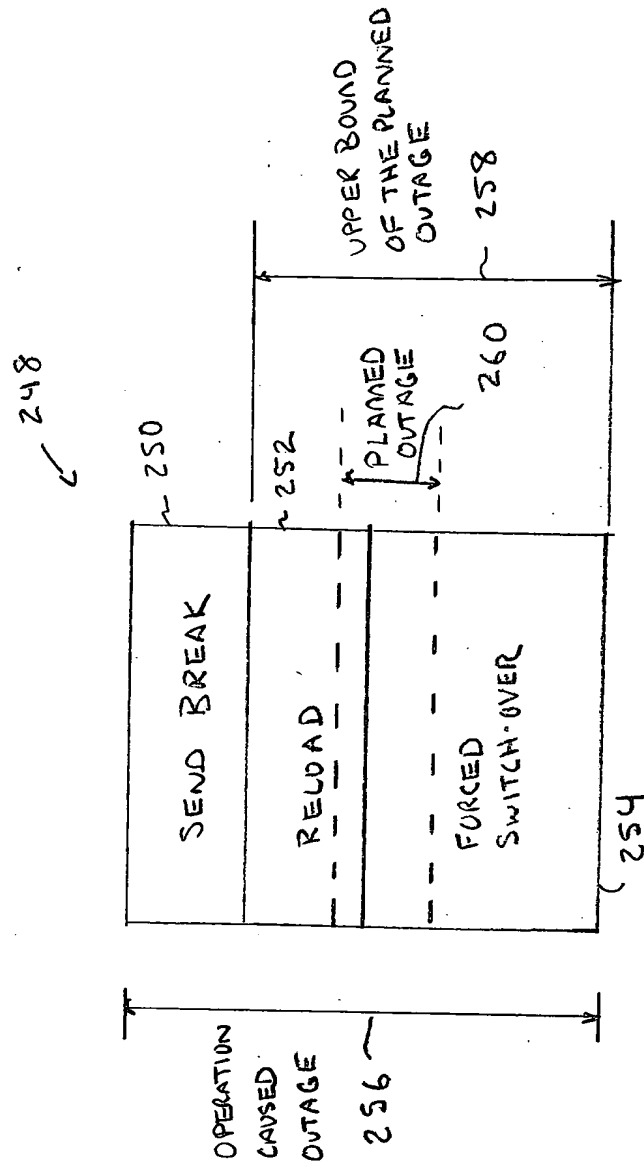 248
250
SEND BREAK
252
RELOAD
FORCED
SWITCH-OVER
254
OPERATION
CAUSED
OUTAGE
256
PLANNED
OUTAGE
260
UPPER BOUND
OF THE PLANNED
OUTAGE
258